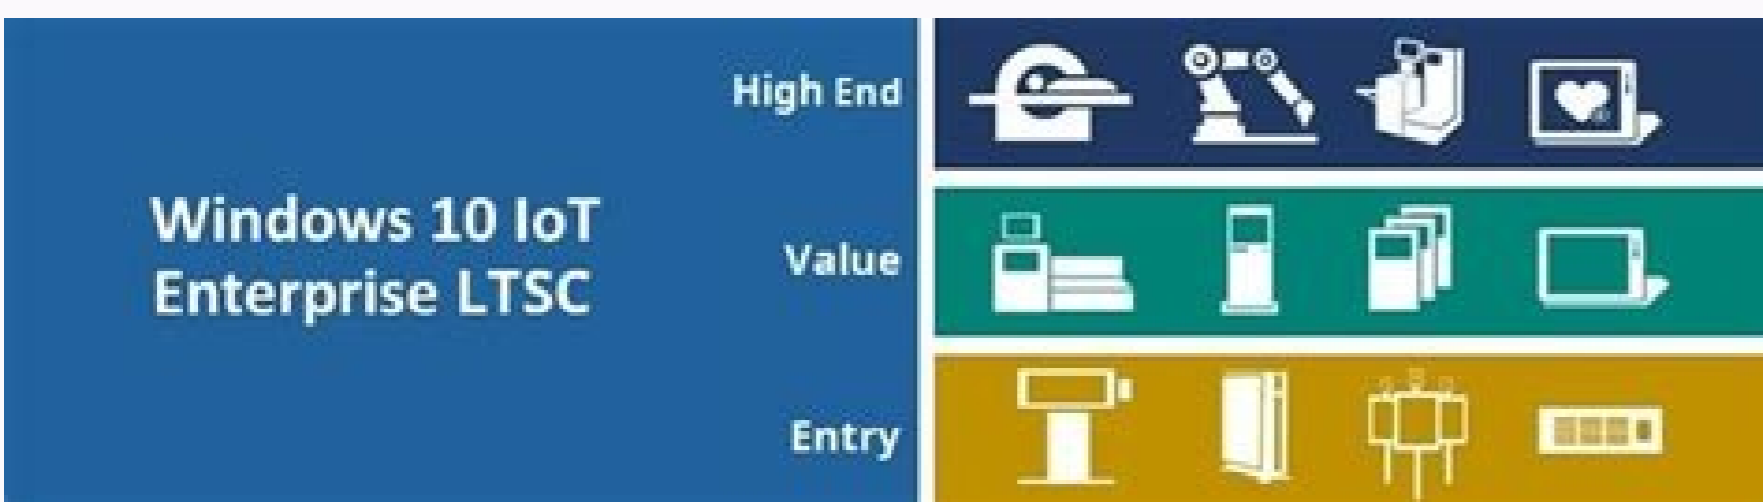 High End
Windows 10 IoT
Enterprise LTSC
Value
Entry